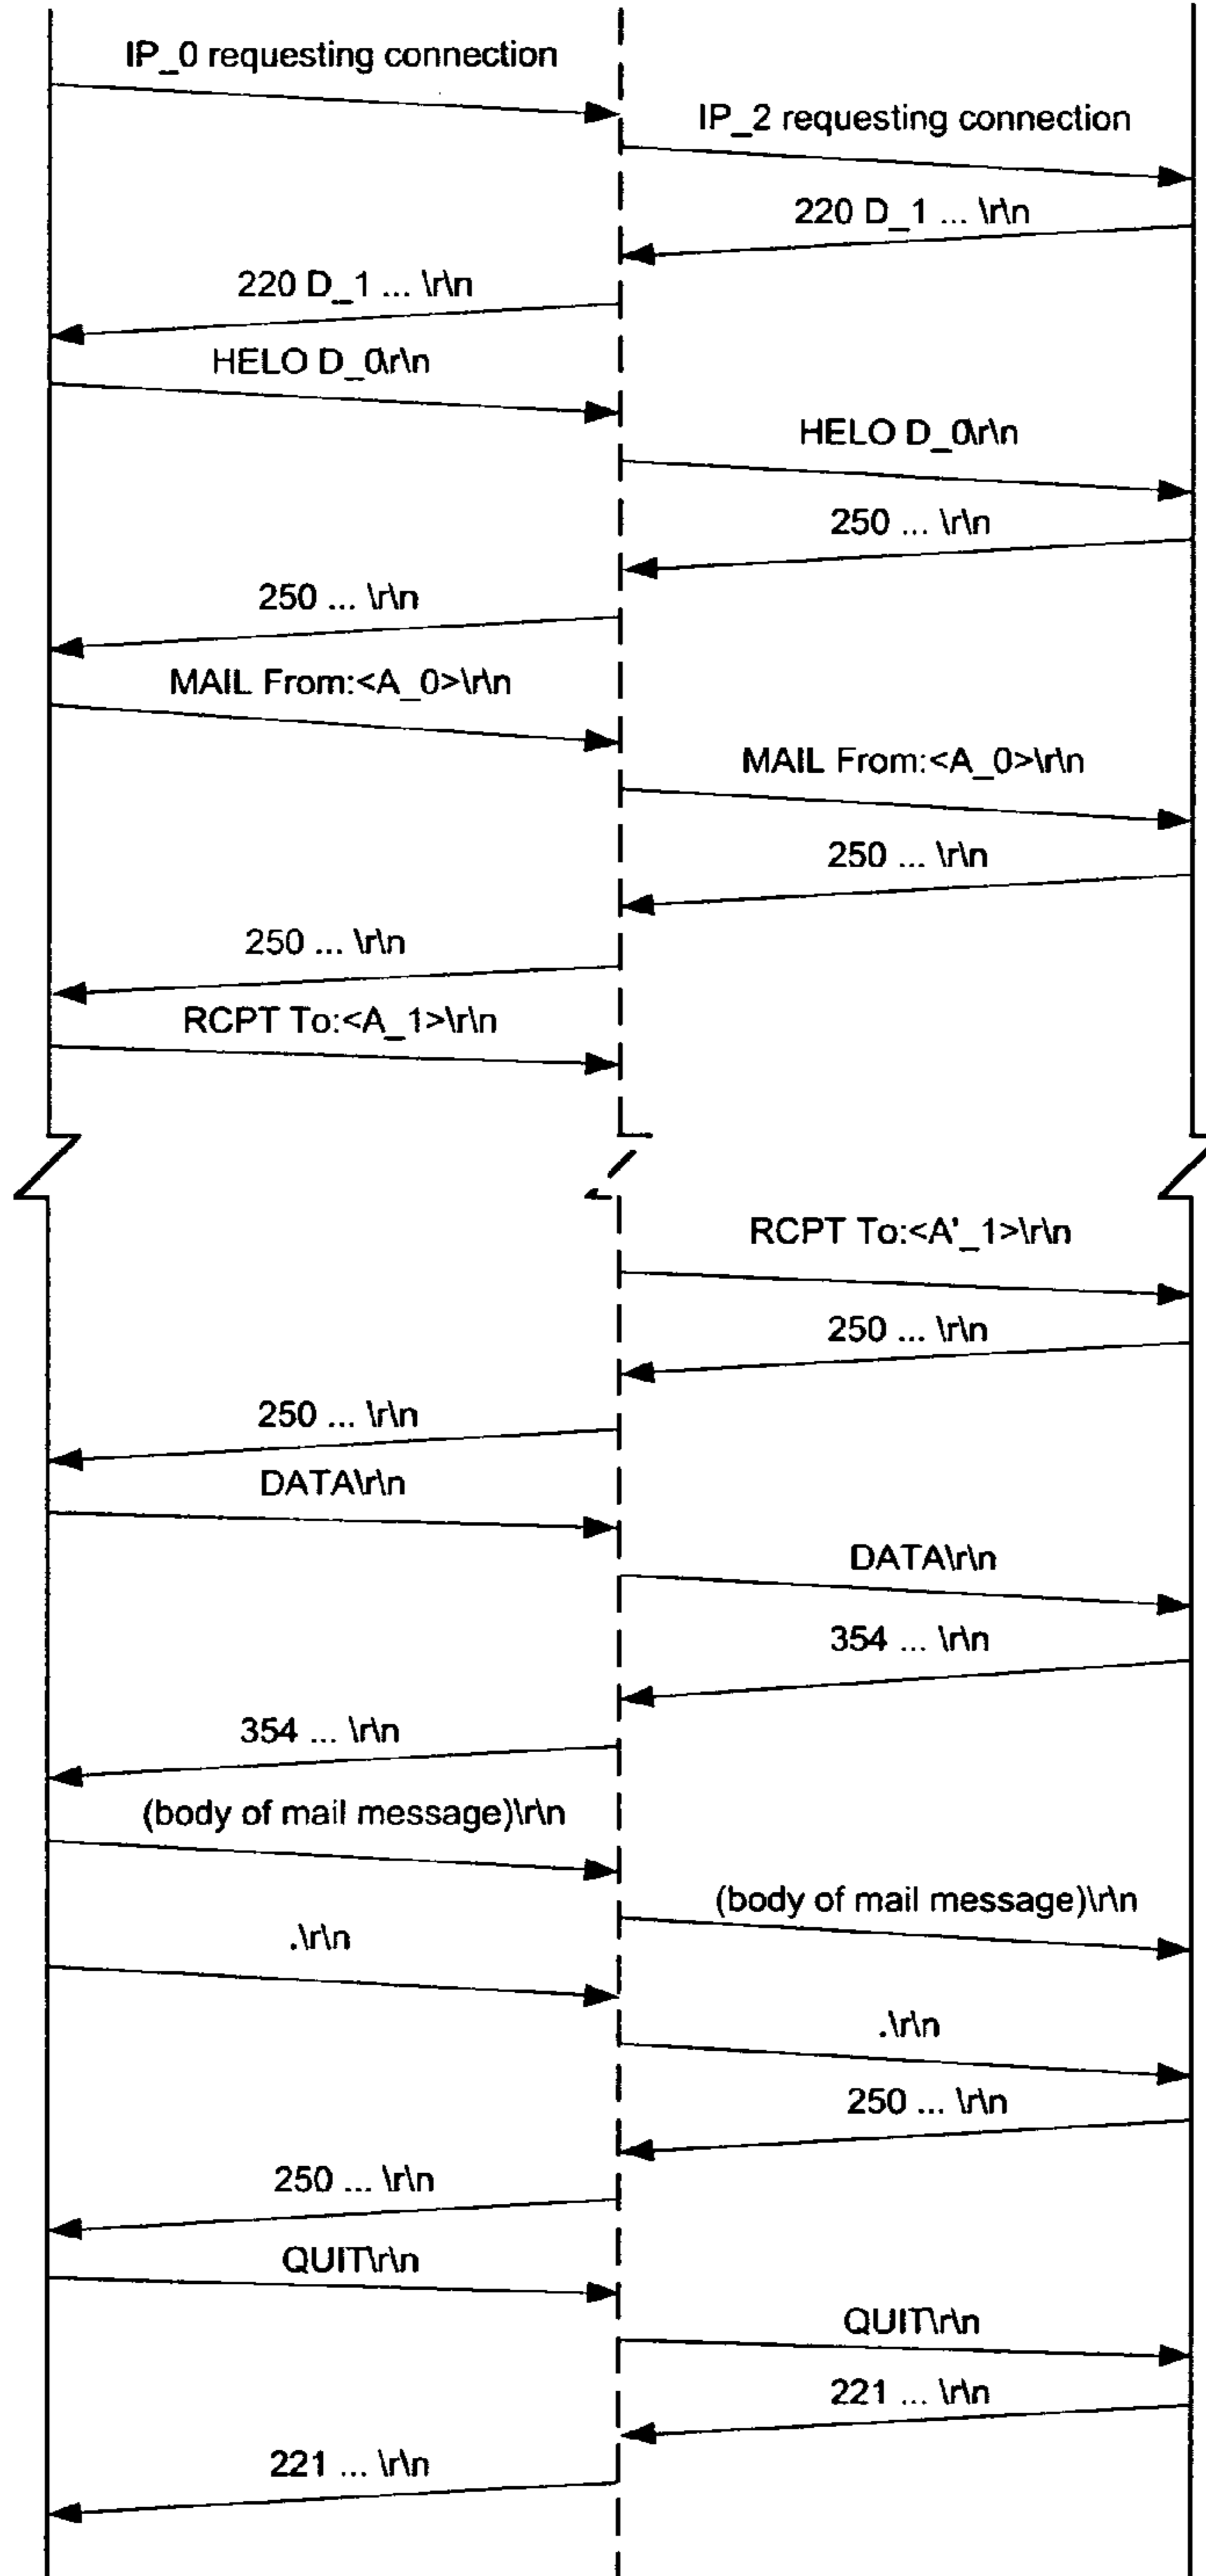 IP_0 requesting connection
IP_2 requesting connection
220 D_1 ... \r\n
220 D_1 ... \r\n
HELO D_0\r\n
HELO D_0\r\n
250 ... \r\n
250 ... \r\n
MAIL From:<A_0>\r\n
MAIL From:<A_0>\r\n
250 ... \r\n
250 ... \r\n
RCPT To:<A_1>\r\n
RCPT To:<A'_1>\r\n
250 ... \r\n
250 ... \r\n
DATA\r\n
DATA\r\n
354 ... \r\n
354 ... \r\n
(body of mail message)\r\n
(body of mail message)\r\n
.\r\n
.\r\n
250 ... \r\n
250 ... \r\n
QUIT\r\n
QUIT\r\n
221 ... \r\n
221 ... \r\n